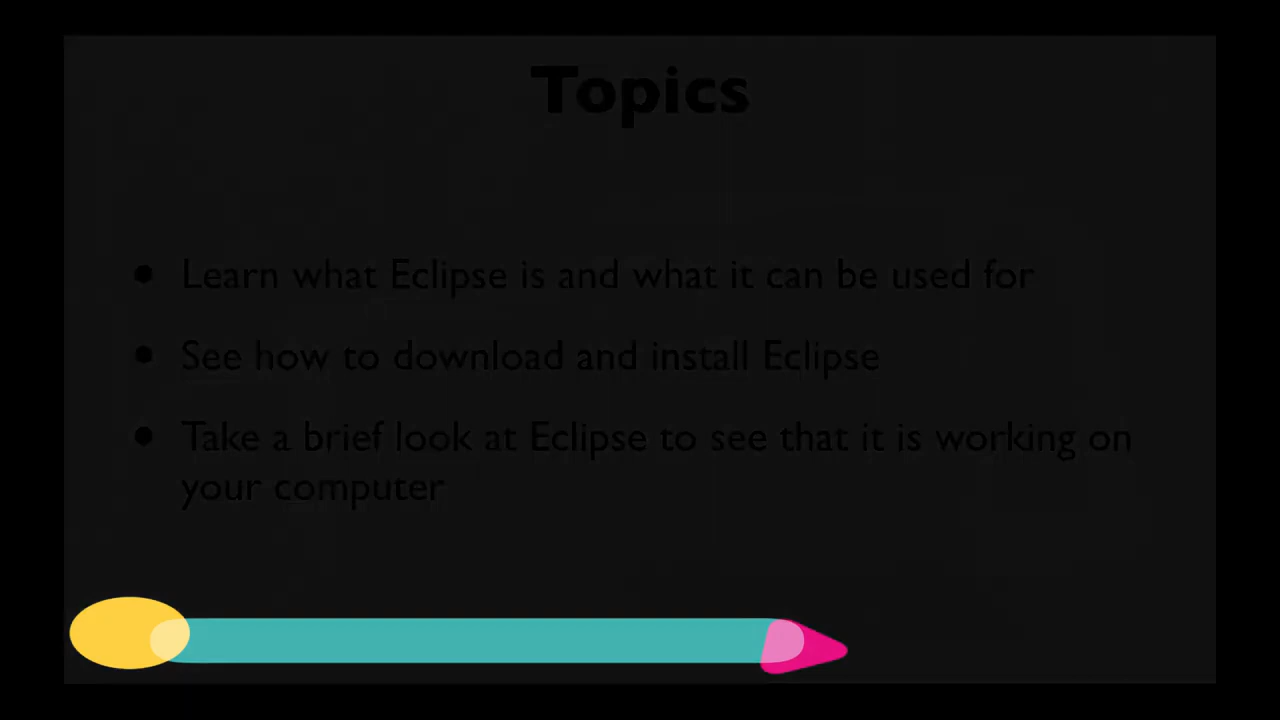 Topics
• Learn what Eclipse is and what it can be used for
• See how to download and install Eclipse
• Take a brief look at Eclipse to see that it is working on
your computer